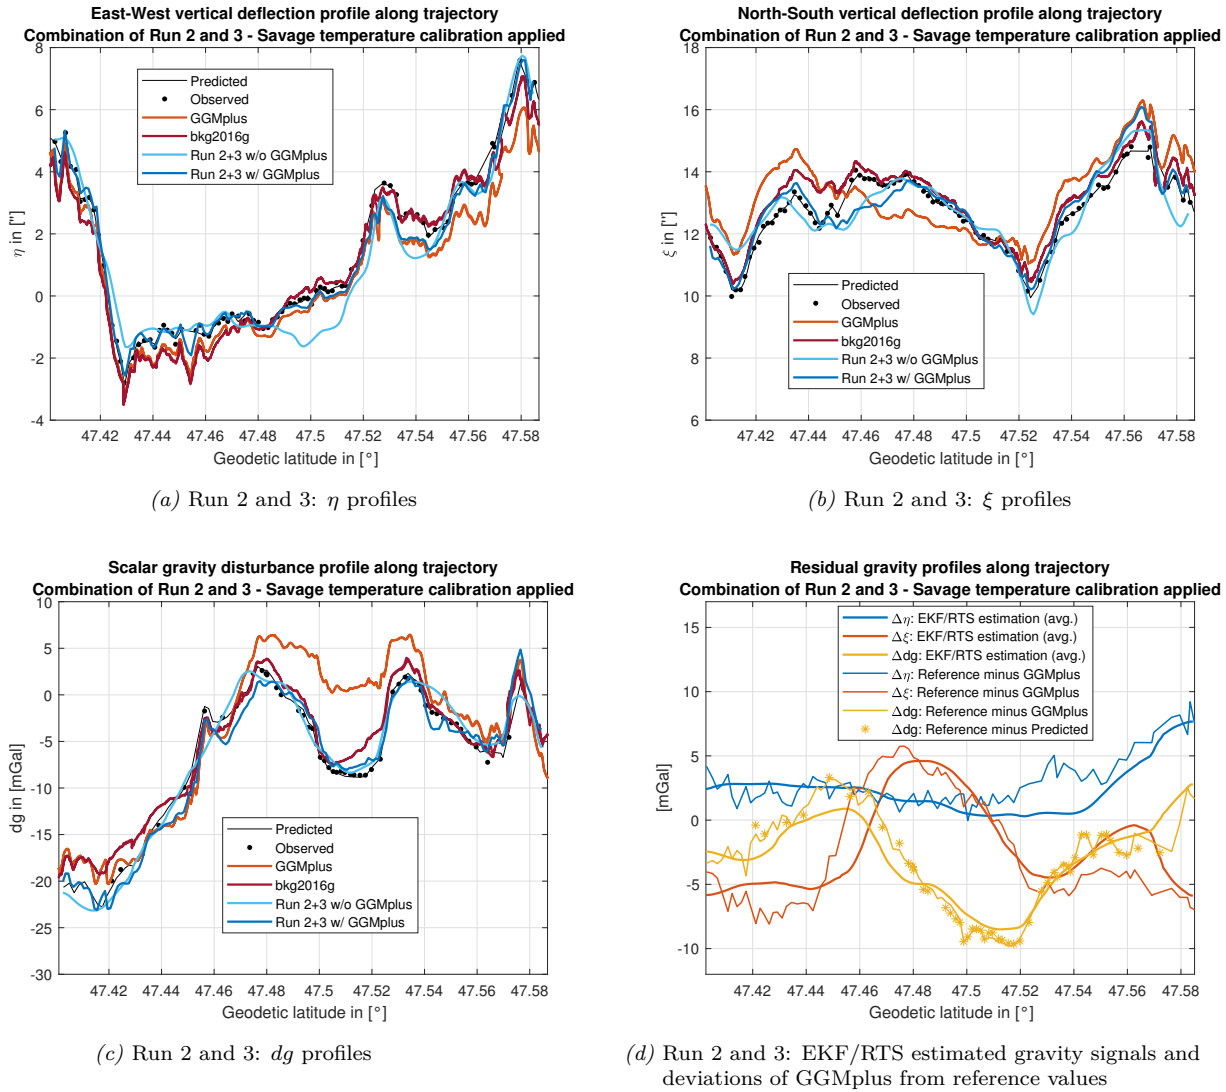 East-West vertical deflection profile along trajectory
Combination of Run 2 and 3 - Savage temperature calibration applied
8
6
4
2
0
-2
-4
η in ["]
Predicted
Observed
GGMplus
bkg2016g
Run 2+3 w/o GGMplus
Run 2+3 w/ GGMplus
47.42 47.44 47.46 47.48 47.5 47.52 47.54 47.56 47.58
Geodetic latitude in [°]
(a) Run 2 and 3: η profiles
North-South vertical deflection profile along trajectory
Combination of Run 2 and 3 - Savage temperature calibration applied
18
16
14
12
10
8
6
ξ in ["]
Predicted
Observed
GGMplus
bkg2016g
Run 2+3 w/o GGMplus
Run 2+3 w/ GGMplus
47.42 47.44 47.46 47.48 47.5 47.52 47.54 47.56 47.58
Geodetic latitude in [°]
(b) Run 2 and 3: ξ profiles
Scalar gravity disturbance profile along trajectory
Combination of Run 2 and 3 - Savage temperature calibration applied
10
5
0
-5
-10
-15
-20
-25
-30
dg in [mGal]
Predicted
Observed
GGMplus
bkg2016g
Run 2+3 w/o GGMplus
Run 2+3 w/ GGMplus
47.42 47.44 47.46 47.48 47.5 47.52 47.54 47.56 47.58
Geodetic latitude in [°]
(c) Run 2 and 3: dg profiles
Residual gravity profiles along trajectory
Combination of Run 2 and 3 - Savage temperature calibration applied
15
10
5
0
-5
-10
[mGal]
Δη: EKF/RTS estimation (avg.)
Δξ: EKF/RTS estimation (avg.)
Δdg: EKF/RTS estimation (avg.)
Δη: Reference minus GGMplus
Δξ: Reference minus GGMplus
Δdg: Reference minus GGMplus
Δdg: Reference minus Predicted
47.42 47.44 47.46 47.48 47.5 47.52 47.54 47.56 47.58
Geodetic latitude in [°]
(d) Run 2 and 3: EKF/RTS estimated gravity signals and
deviations of GGMplus from reference values